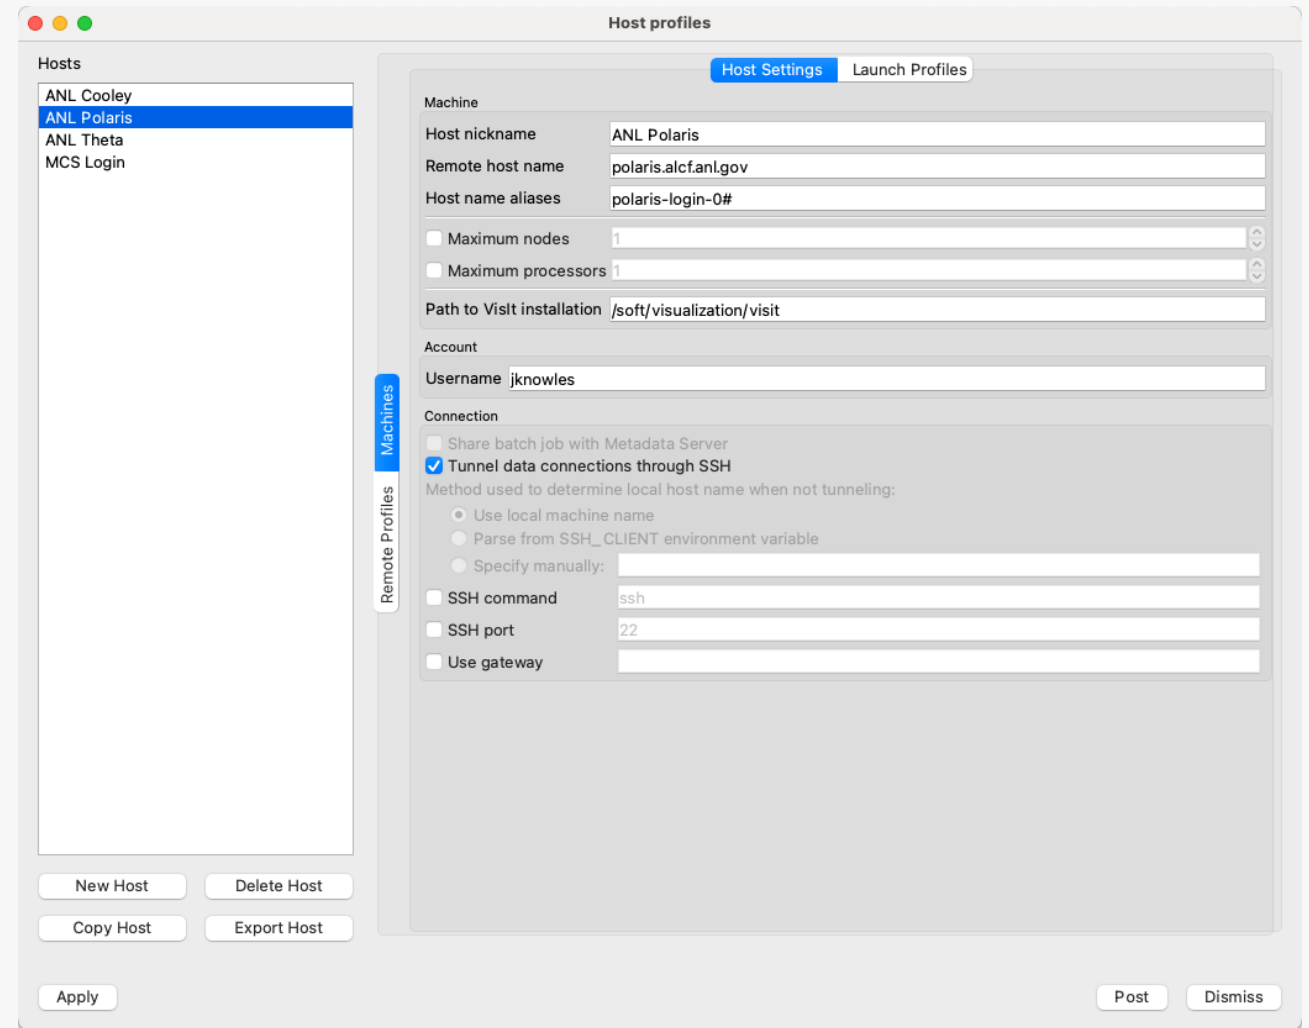 Host profiles
Hosts
ANL Cooley
ANL Polaris
ANL Theta
MCS Login
New Host
Delete Host
Copy Host
Export Host
Machines
Remote Profiles
Host Settings
Launch Profiles
Machine
Host nickname ANL Polaris
Remote host name polaris.alcf.anl.gov
Host name aliases polaris-login-0#
Maximum nodes 1
Maximum processors 1
Path to VisIt installation /soft/visualization/visit
Account
Username jknowles
Connection
Share batch job with Metadata Server
Tunnel data connections through SSH
Method used to determine local host name when not tunneling:
Use local machine name
Parse from SSH_CLIENT environment variable
Specify manually:
SSH command ssh
SSH port 22
Use gateway
Apply
Post
Dismiss